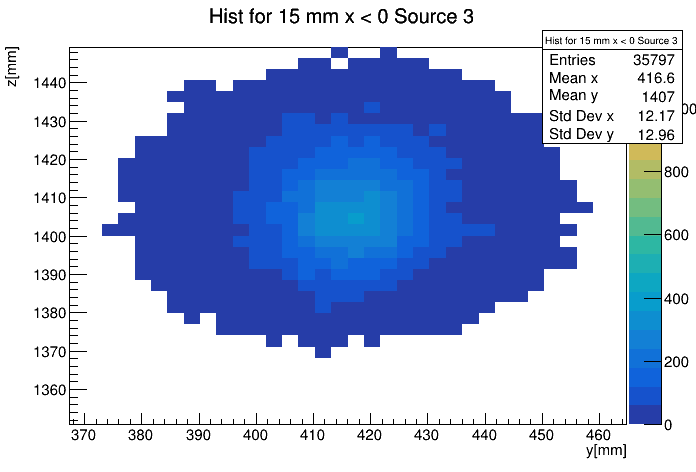 Hist for 15 mm x < 0 Source 3
z[mm]
Hist for 15 mm x < 0 Source 3
Entries 35797
Mean x 416.6
Mean y 1407
Std Dev x 12.17
Std Dev y 12.96
1440
1430
1420
1410
1400
1390
1380
1370
1360
370 380 390 400 410 420 430 440 450 460
y[mm]
800
600
400
200
0